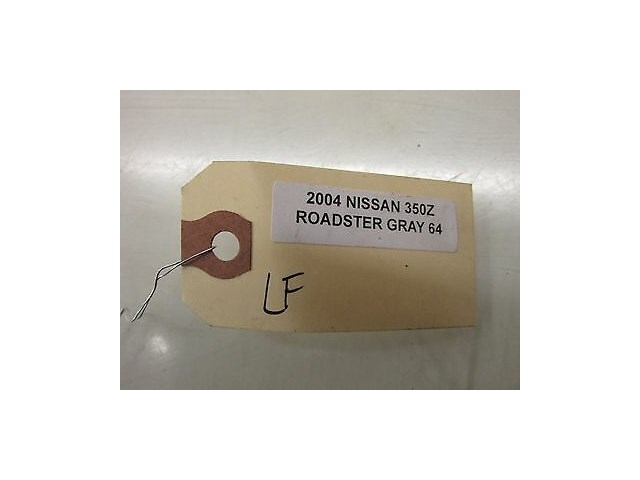 2004 NISSAN 350Z
ROADSTER GRAY 64
LF